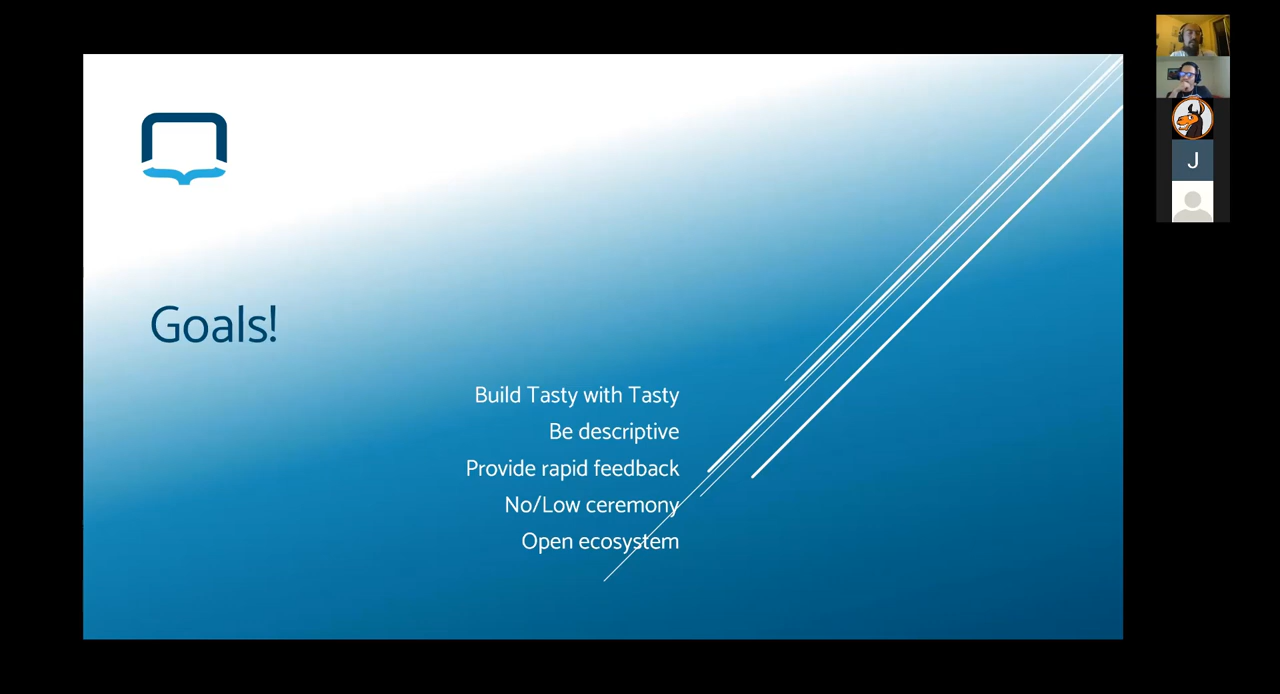 Goals!
Build Tasty with Tasty
Be descriptive
Provide rapid feedback
No/Low ceremony
Open ecosystem
J